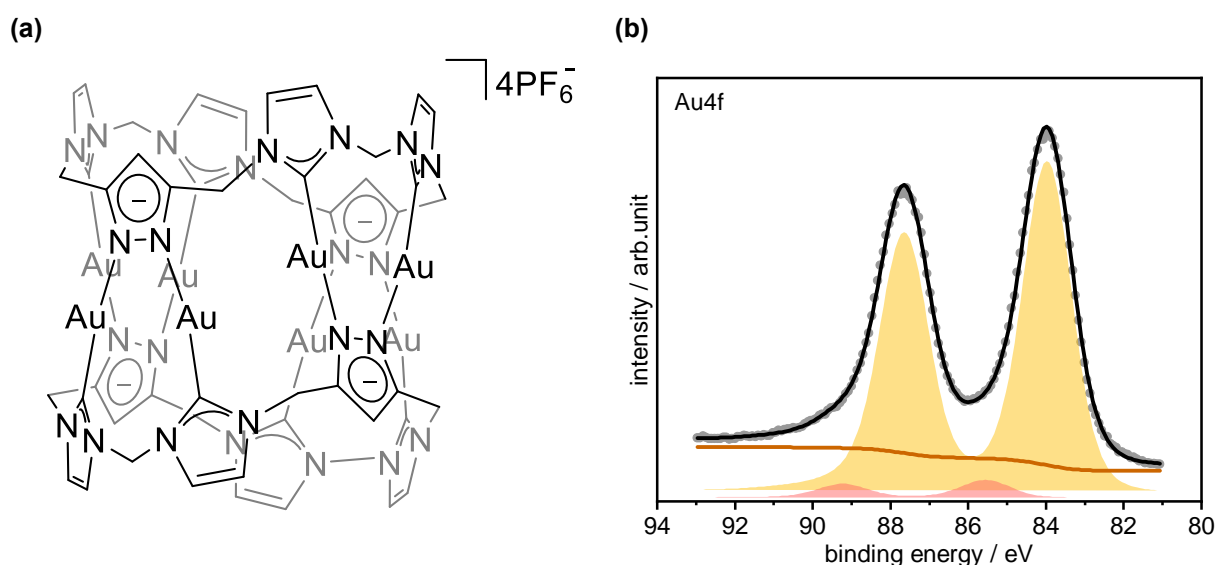 (a)
(b)
4PF6-
N
N
N
N
N
N
N
N
−
−
N-N
N
N
Au
Au
Au
Au
Au
Au
Au
Au
N
N
N-N
−
−
N
N
N
N
N
N
N
N
Au4f
intensity / arb.unit
94 92 90 88 86 84 82 80
binding energy / eV